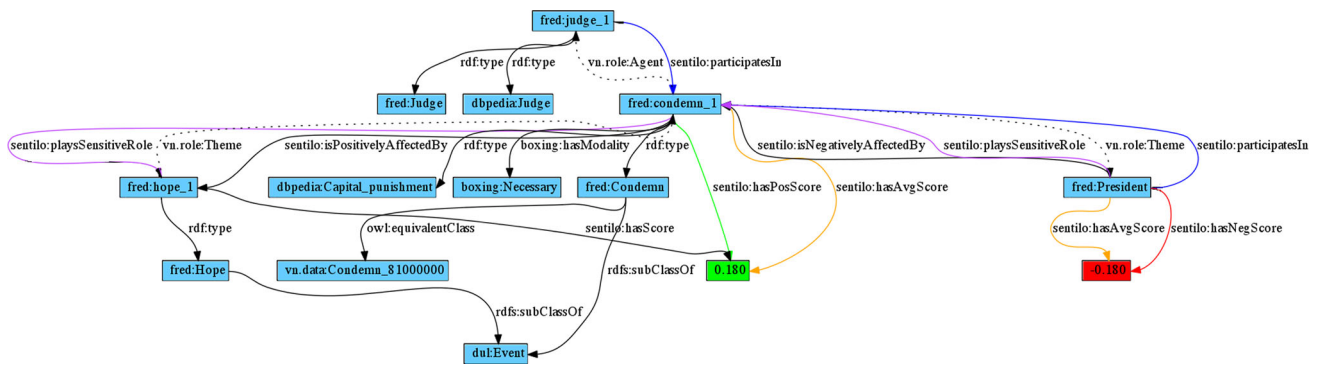 fred:judge_1
rdf:type
rdf:type
vn.role:Agent
sentilo:participatesIn
fred:Judge
dbpedia:Judge
fred:condemn_1
sentilo:playsSensitiveRole
vn.role:Theme
sentilo:isPositivelyAffectedBy
rdf:type
boxing:hasModality
rdf:type
sentilo:isNegativelyAffectedBy
sentilo:playsSensitiveRole
vn.role:Theme
sentilo:participatesIn
fred:hope_1
dbpedia:Capital_punishment
boxing:Necessary
fred:Condemn
sentilo:hasPosScore
sentilo:hasAvgScore
fred:President
rdf:type
owl:equivalentClass
sentilo:hasScore
sentilo:hasAvgScore
sentilo:hasNegScore
fred:Hope
vn.data:Condemn_81000000
rdfs:subClassOf
0.180
-0.180
rdfs:subClassOf
dul:Event